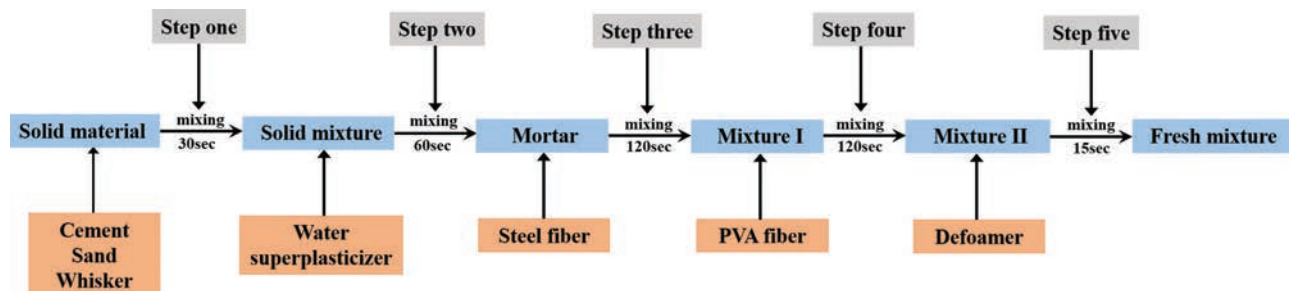 Step one
Step two
Step three
Step four
Step five
Solid material
mixing
30sec
Solid mixture
mixing
60sec
Mortar
mixing
120sec
Mixture I
mixing
120sec
Mixture II
mixing
15sec
Fresh mixture
Cement
Sand
Whisker
Water
superplasticizer
Steel fiber
PVA fiber
Defoamer